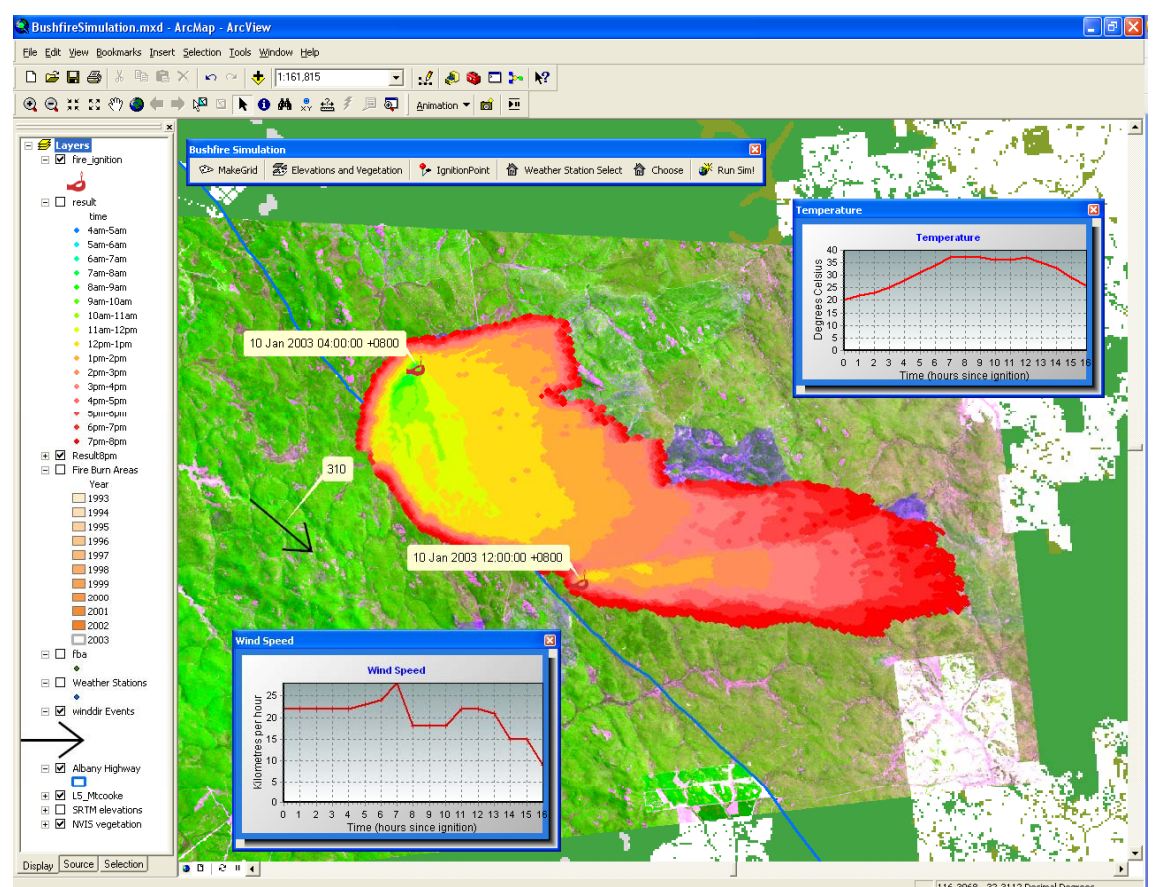 BushfireSimulation.mxd - ArcMap - ArcView
File Edit View Bookmarks Insert Selection Tools Window Help
1:161,815
Animation
Layers
fire_ignition
result
time
4am-5am
5am-6am
6am-7am
7am-8am
8am-9am
9am-10am
10am-11am
11am-12pm
12pm-1pm
1pm-2pm
2pm-3pm
3pm-4pm
4pm-5pm
5pm-6pm
6pm-7pm
7pm-8pm
Result8pm
Fire Burn Areas
Year
1993
1994
1995
1996
1997
1998
1999
2000
2001
2002
2003
fba
Weather Stations
winddir Events
Albany Highway
L5_Mtcooke
SRTM elevations
NVIS vegetation
Display Source Selection
Bushfire Simulation
MakeGrid Elevations and Vegetation IgnitionPoint Weather Station Select Choose Run Sim!
Temperature
Temperature
Degrees Celsius
40
35
30
25
20
15
10
5
0
0 1 2 3 4 5 6 7 8 9 10 11 12 13 14 15 16
Time (hours since ignition)
10 Jan 2003 04:00:00 +0800
310
10 Jan 2003 12:00:00 +0800
Wind Speed
Wind Speed
Kilometres per hour
25
20
15
10
5
0
0 1 2 3 4 5 6 7 8 9 10 11 12 13 14 15 16
Time (hours since ignition)